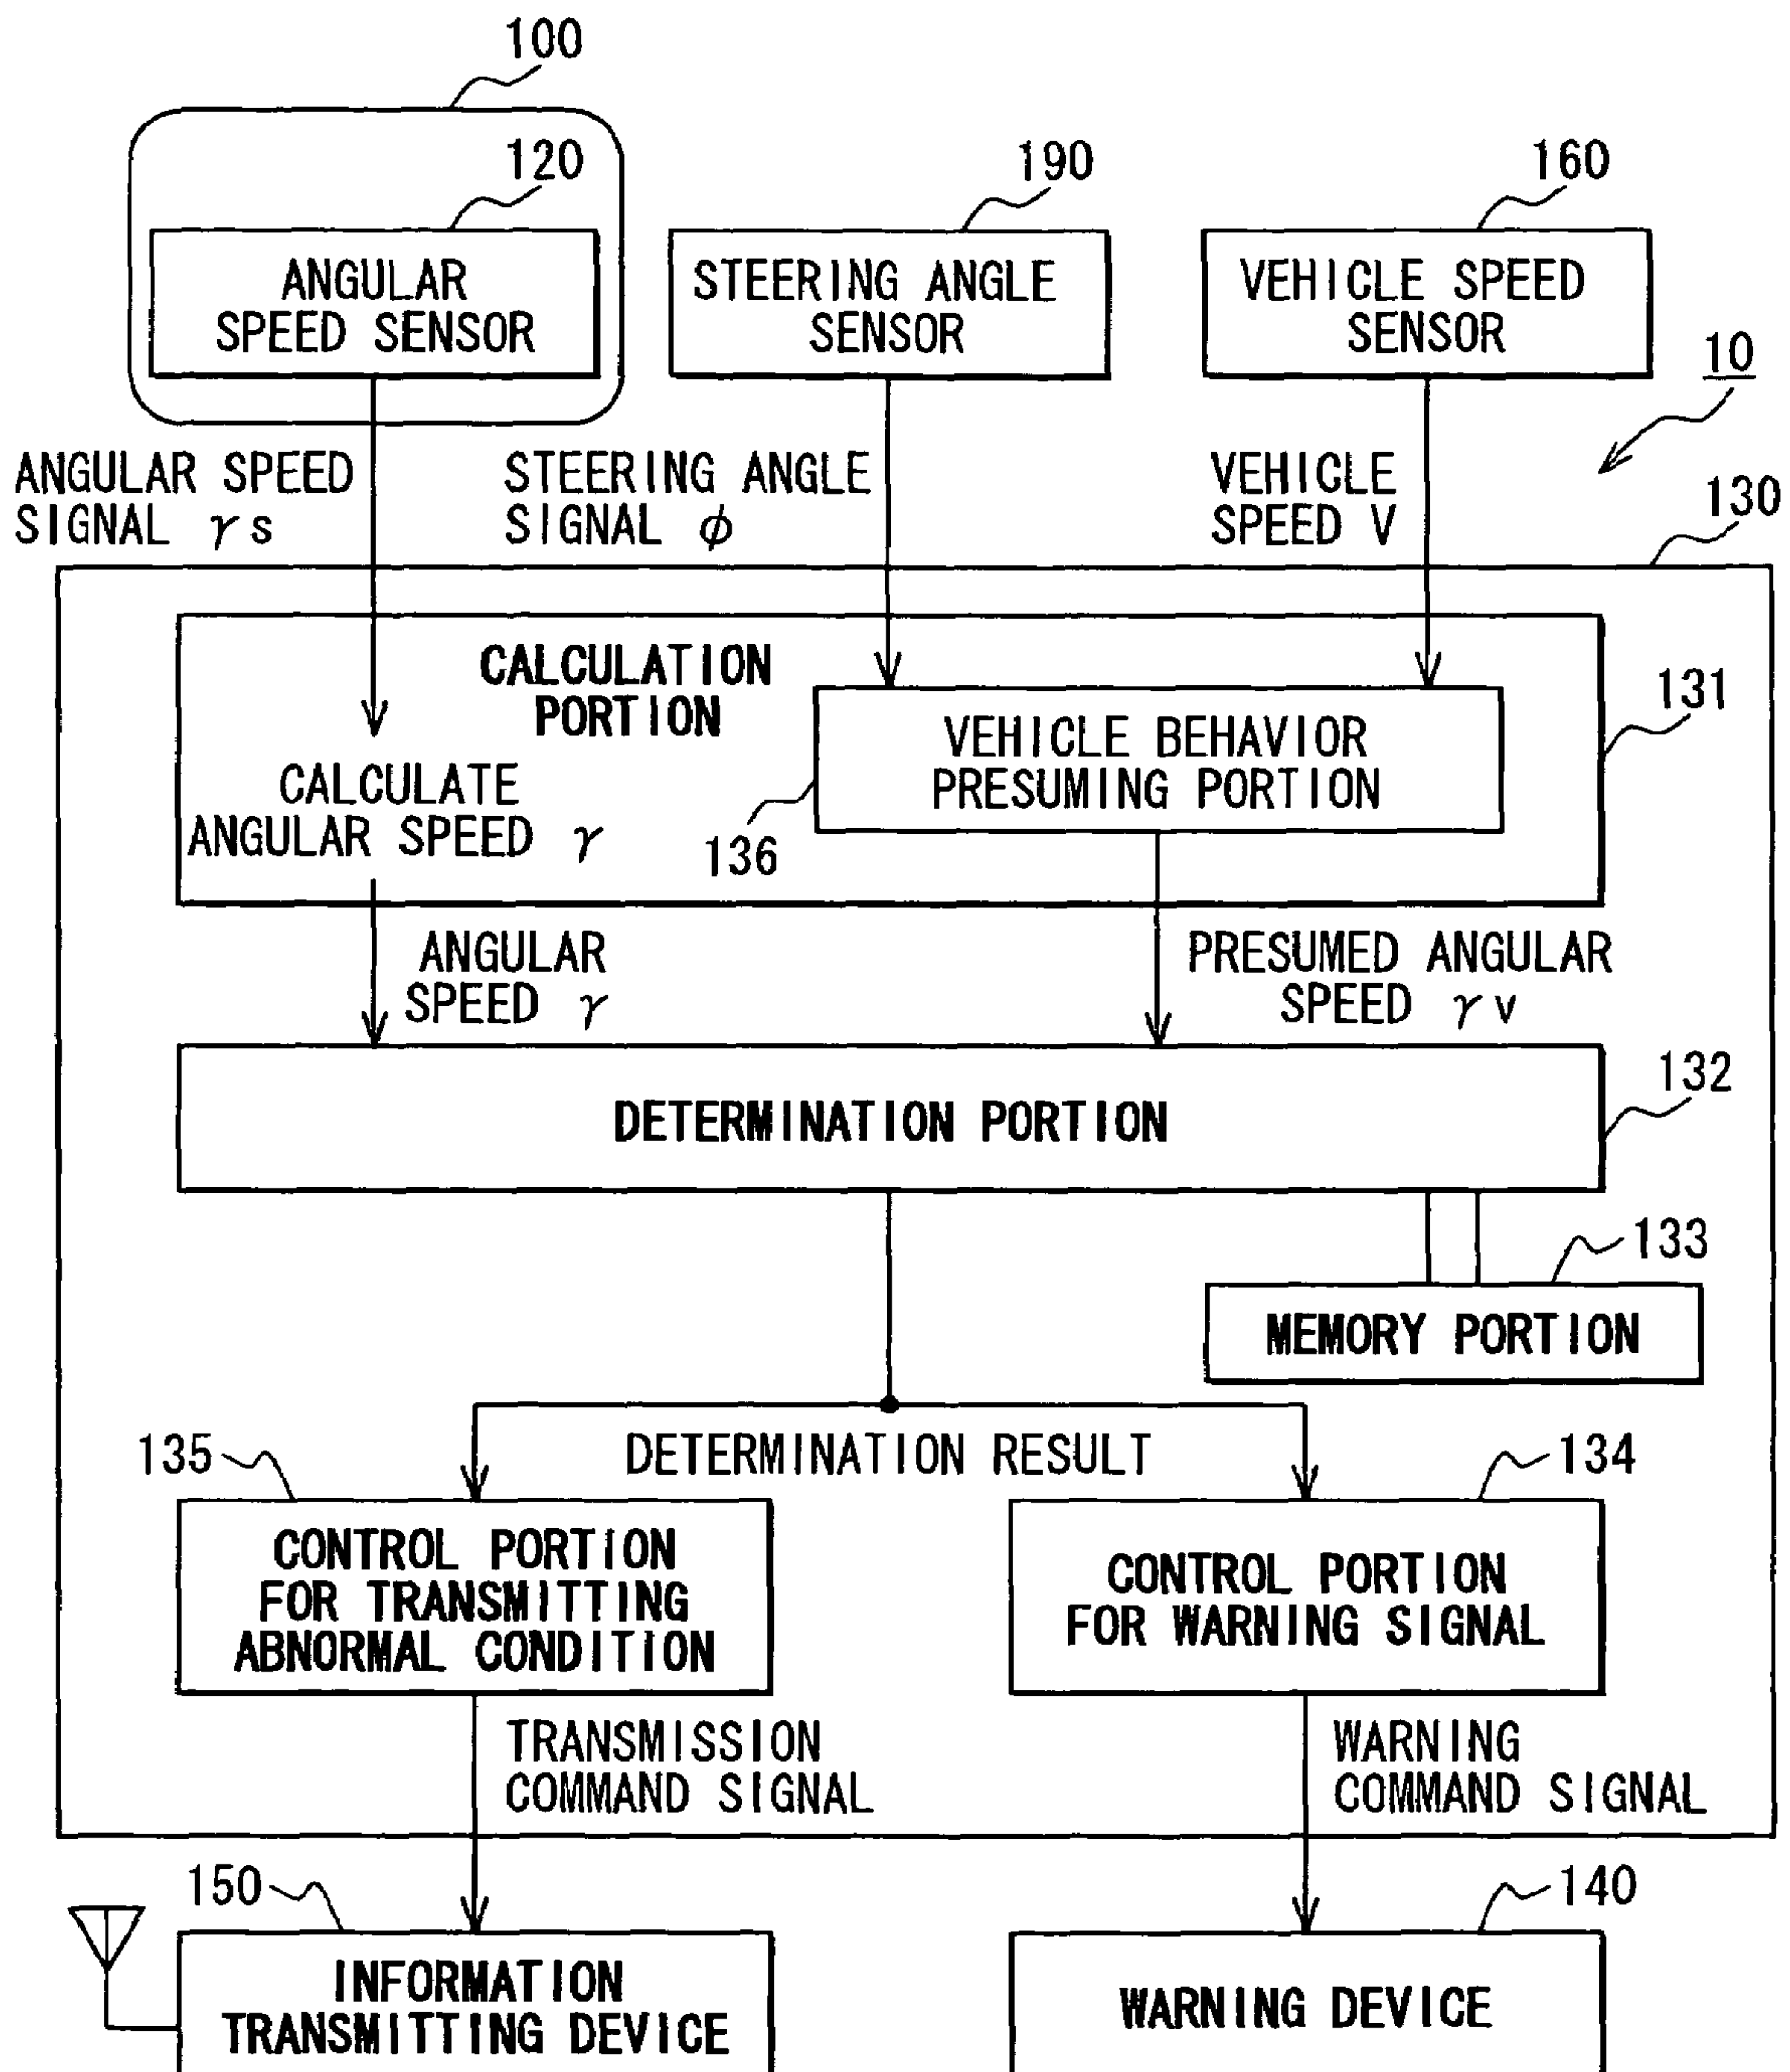 100
120
190
160
ANGULAR
SPEED SENSOR
STEERING ANGLE
SENSOR
VEHICLE SPEED
SENSOR
10
ANGULAR SPEED
SIGNAL γs
STEERING ANGLE
SIGNAL ϕ
VEHICLE
SPEED V
130
CALCULATION
PORTION
131
VEHICLE BEHAVIOR
PRESUMING PORTION
CALCULATE
ANGULAR SPEED γ
136
ANGULAR
SPEED γ
PRESUMED ANGULAR
SPEED γv
132
DETERMINATION PORTION
133
MEMORY PORTION
135
DETERMINATION RESULT
134
CONTROL PORTION
FOR TRANSMITTING
ABNORMAL CONDITION
CONTROL PORTION
FOR WARNING SIGNAL
TRANSMISSION
COMMAND SIGNAL
WARNING
COMMAND SIGNAL
150
140
INFORMATION
TRANSMITTING DEVICE
WARNING DEVICE